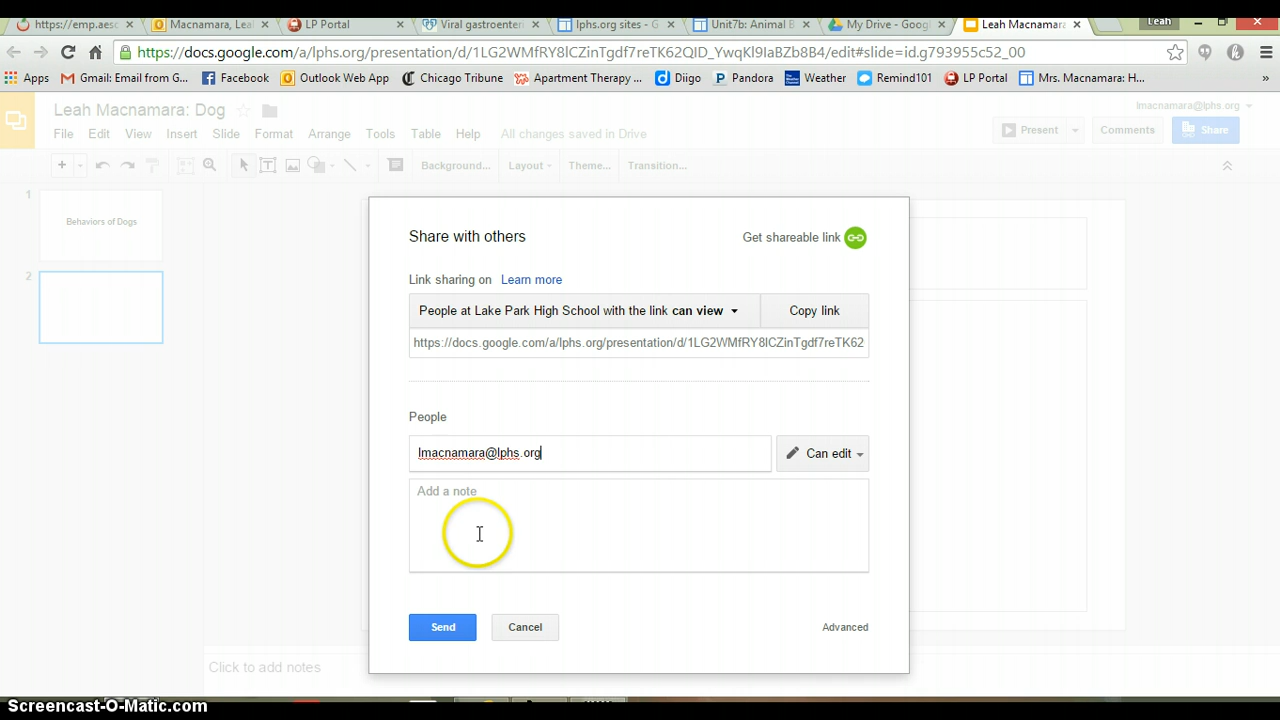 https://emp.aesc
Macnamara, Lea
LP Portal
Viral gastroenter
lphs.org sites - G
Unit7b: Animal B
My Drive - Googl
Leah Macnamara
Leah
https://docs.google.com/a/lphs.org/presentation/d/1LG2WMfRY8lCZinTgdf7reTK62QID_YwqKl9IaBZb8B4/edit#slide=id.g793955c52_00
Apps Gmail: Email from G... Facebook Outlook Web App Chicago Tribune Apartment Therapy ... Diigo Pandora Weather Remind101 LP Portal Mrs. Macnamara: H... »
Leah Macnamara: Dog
lmacnamara@lphs.org
File Edit View Insert Slide Format Arrange Tools Table Help All changes saved in Drive
Present Comments Share
Background... Layout Theme... Transition...
1
Behaviors of Dogs
2
Share with others
Get shareable link
Link sharing on Learn more
People at Lake Park High School with the link can view
Copy link
https://docs.google.com/a/lphs.org/presentation/d/1LG2WMfRY8lCZinTgdf7reTK62
People
lmacnamara@lphs.org
Can edit
Add a note
Send
Cancel
Advanced
Click to add notes
Screencast-O-Matic.com